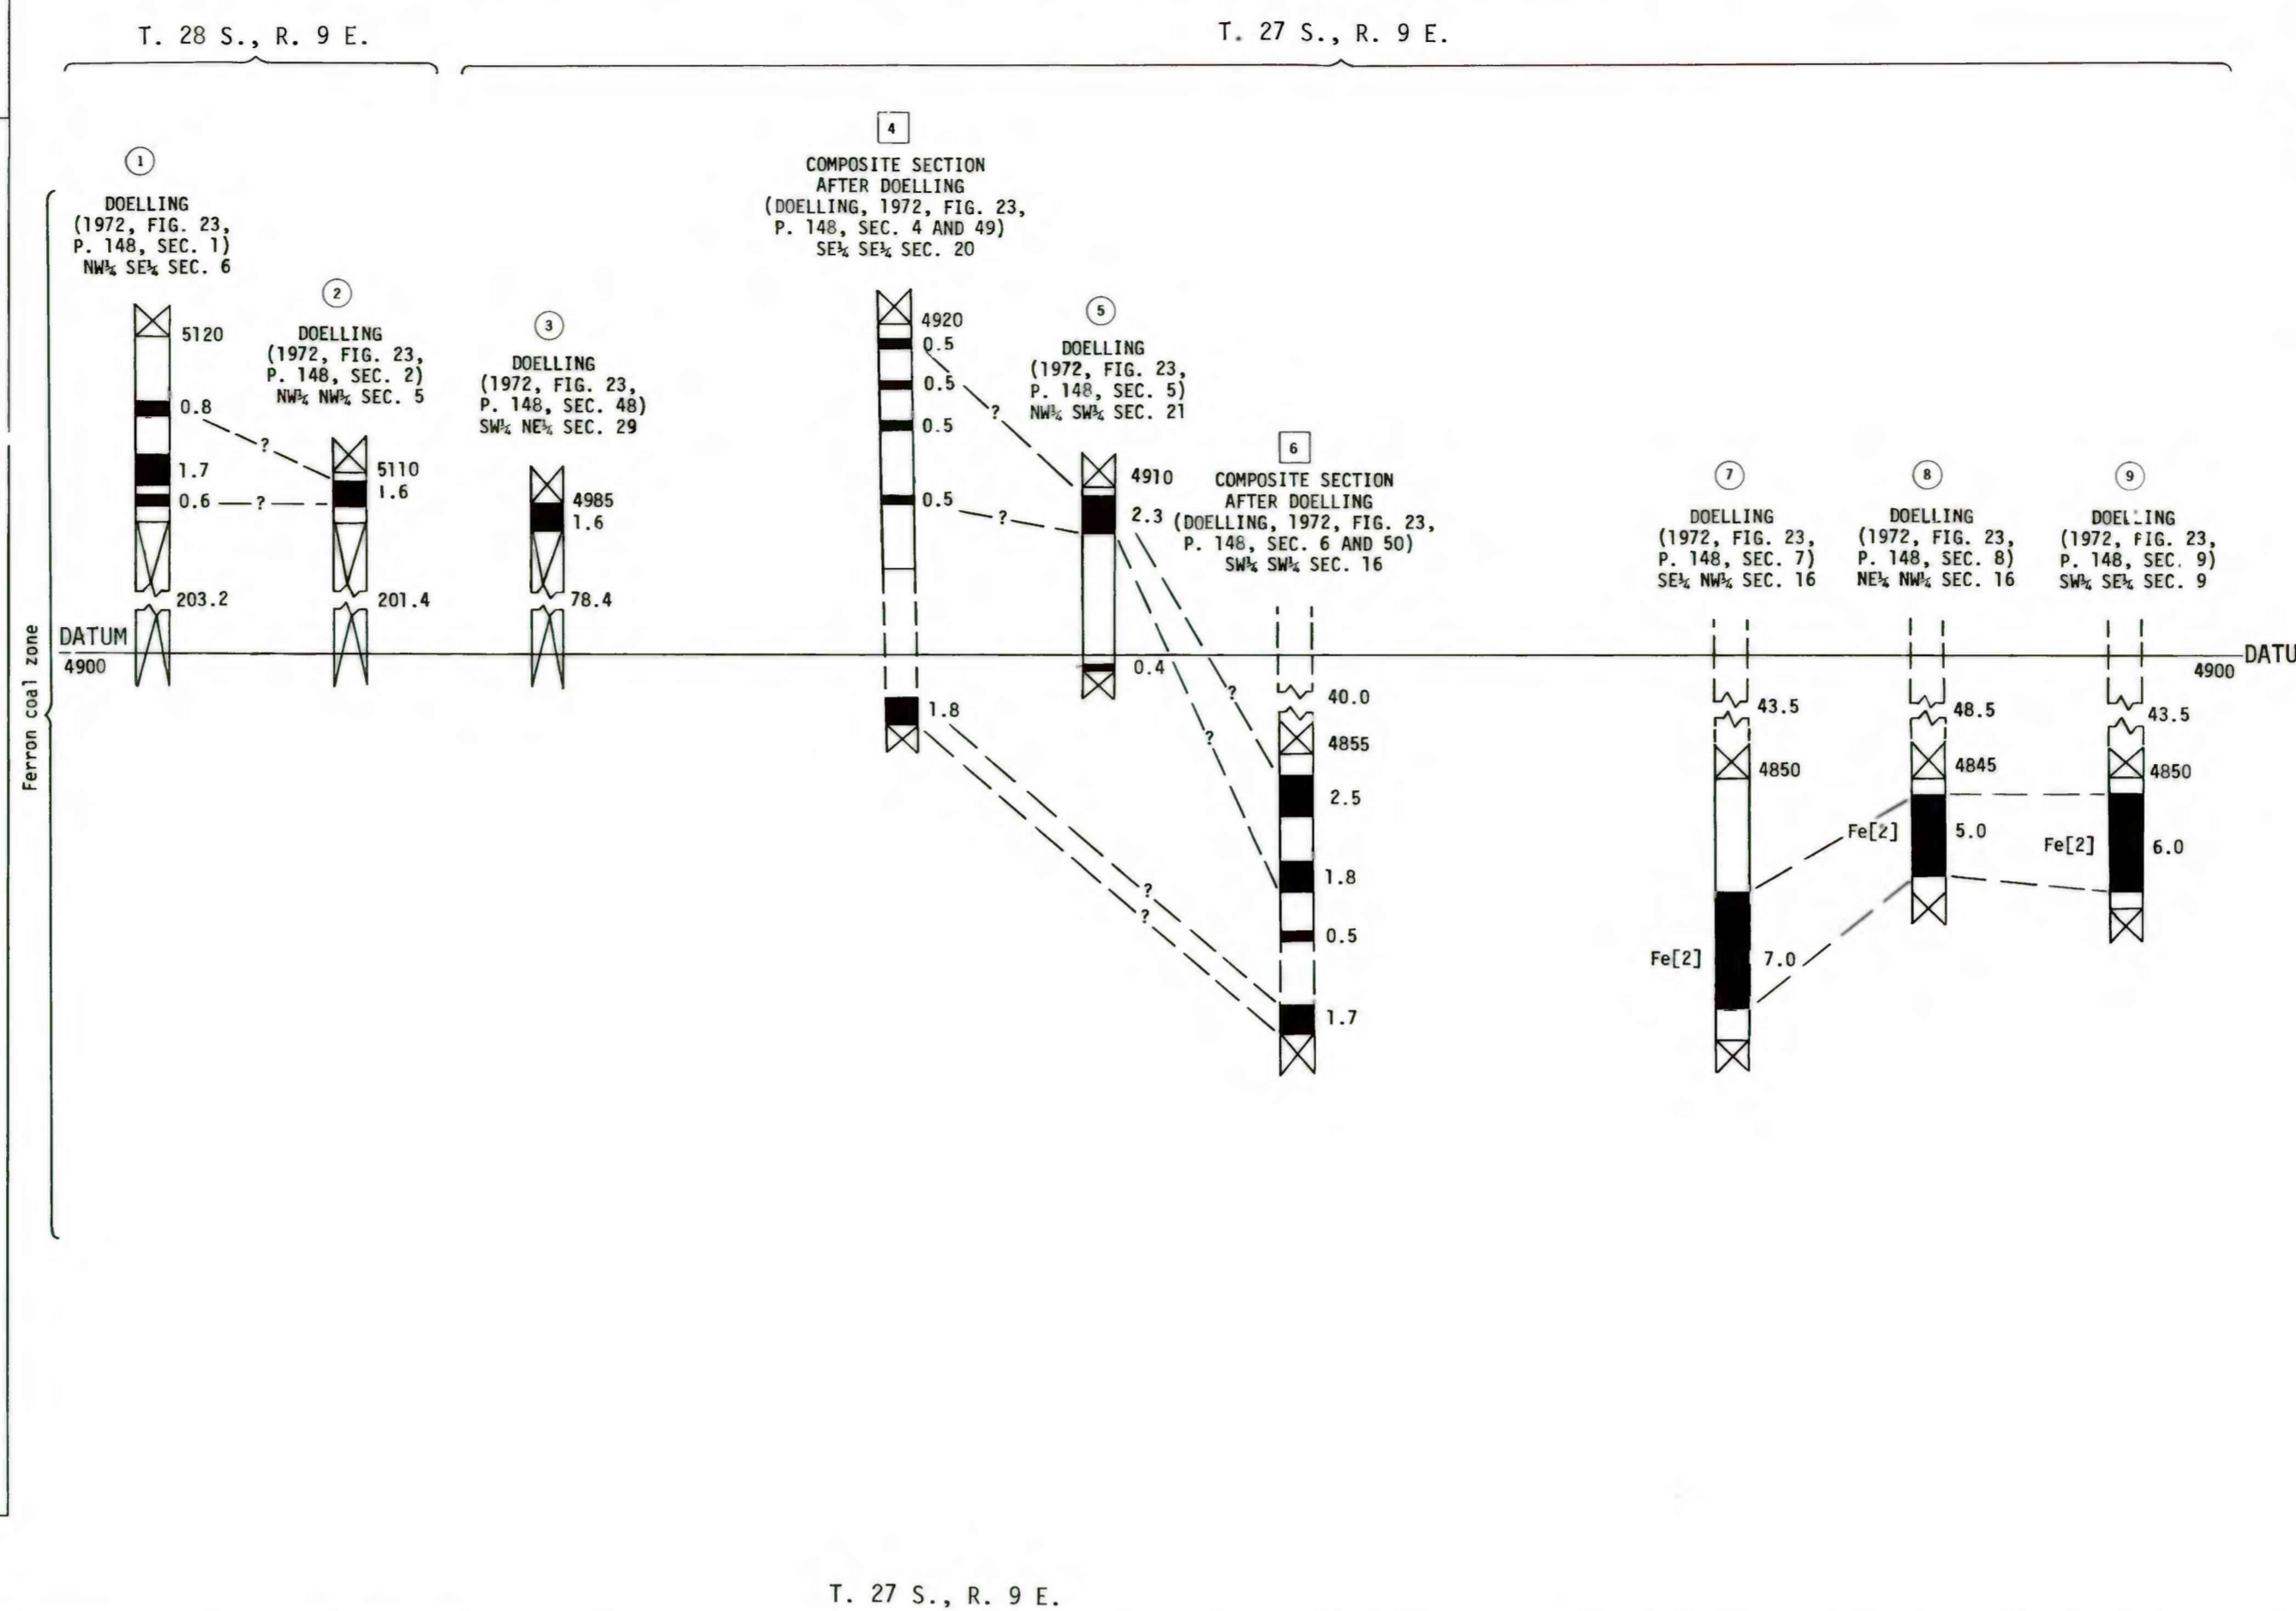 T. 28 S., R. 9 E.
T. 27 S., R. 9 E.
Ferron coal zone
1
DOELLING
(1972, FIG. 23,
P. 148, SEC. 1)
NW¼ SE¼ SEC. 6
5120
0.8
?
1.7
0.6
?
203.2
2
DOELLING
(1972, FIG. 23,
P. 148, SEC. 2)
NW¼ NW¼ SEC. 5
5110
1.6
201.4
3
DOELLING
(1972, FIG. 23,
P. 148, SEC. 48)
SW¼ NE¼ SEC. 29
4985
1.6
78.4
4
COMPOSITE SECTION
AFTER DOELLING
(DOELLING, 1972, FIG. 23,
P. 148, SEC. 4 AND 49)
SE¼ SE¼ SEC. 20
4920
0.5
0.5
?
0.5
0.5
?
1.8
?
?
5
DOELLING
(1972, FIG. 23,
P. 148, SEC. 5)
NW¼ SW¼ SEC. 21
4910
2.3
0.4
?
?
6
COMPOSITE SECTION
AFTER DOELLING
(DOELLING, 1972, FIG. 23,
P. 148, SEC. 6 AND 50)
SW¼ SW¼ SEC. 16
40.0
4855
2.5
1.8
0.5
1.7
7
DOELLING
(1972, FIG. 23,
P. 148, SEC. 7)
SE¼ NW¼ SEC. 16
43.5
4850
Fe[2]
7.0
8
DOELLING
(1972, FIG. 23,
P. 148, SEC. 8)
NE¼ NW¼ SEC. 16
48.5
4845
Fe[2]
5.0
9
DOELLING
(1972, FIG. 23,
P. 148, SEC. 9)
SW¼ SE¼ SEC. 9
43.5
4850
Fe[2]
6.0
DATUM
4900
DATU
4900
T. 27 S., R. 9 E.